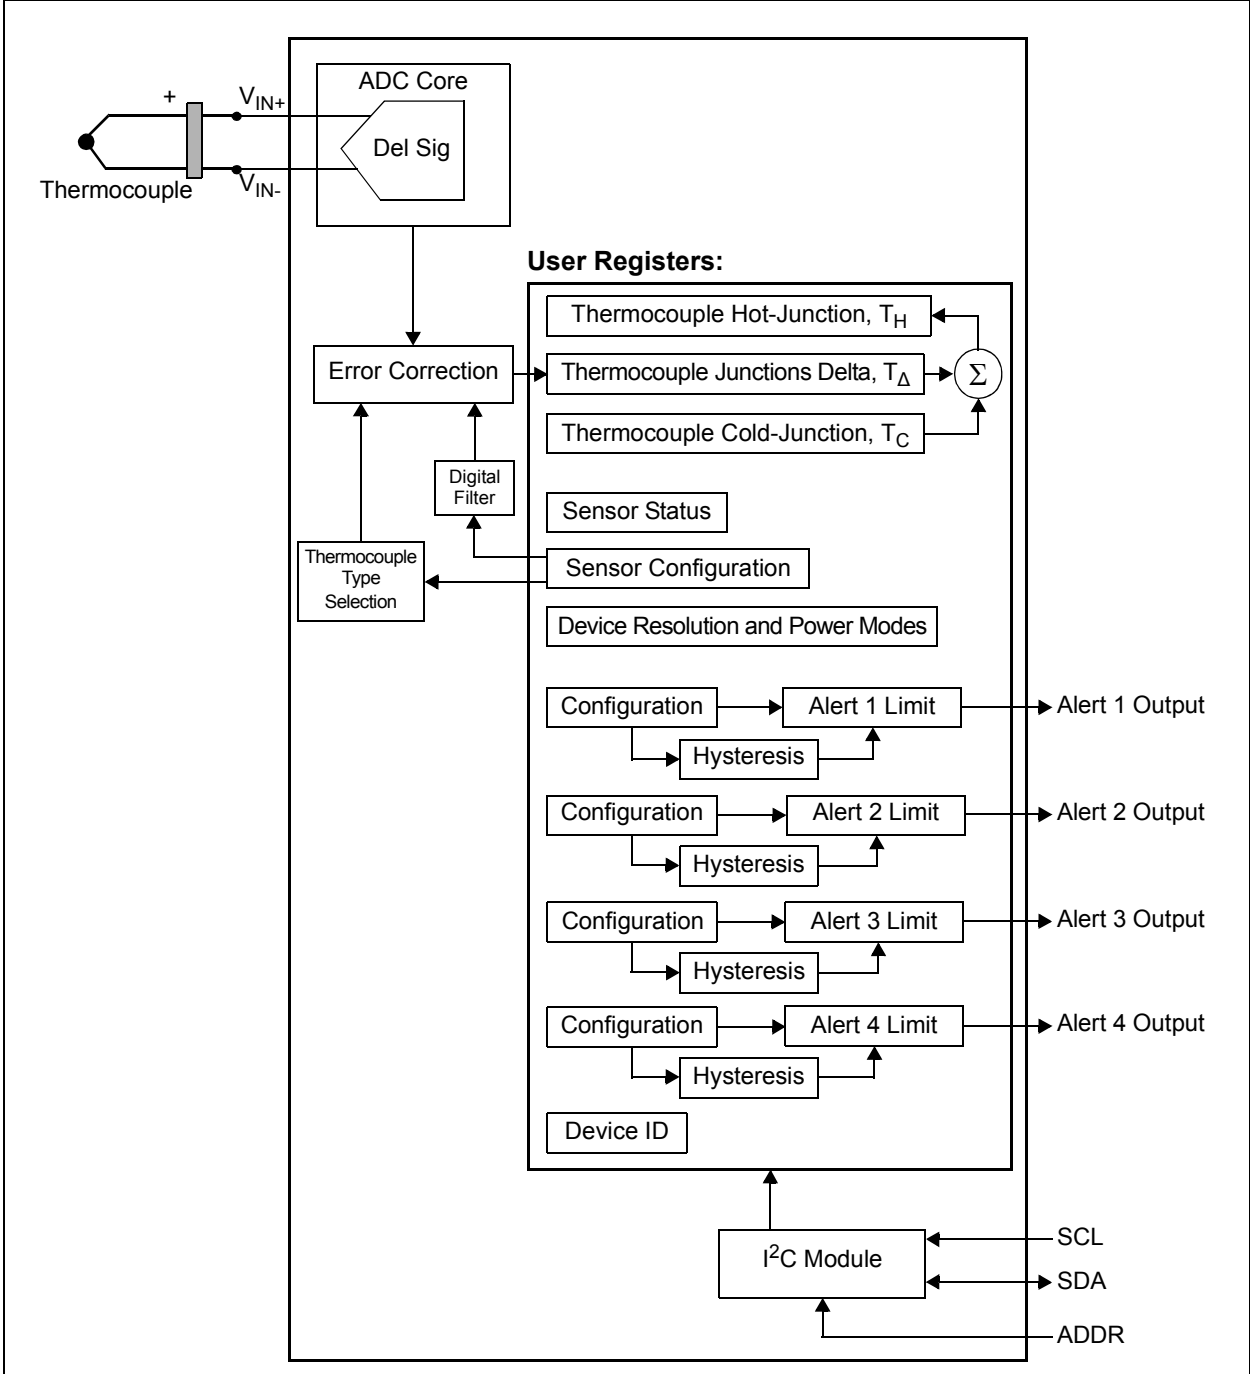 ADC Core
+
VIN+
Del Sig
VIN-
Thermocouple
User Registers:
Thermocouple Hot-Junction, TH
Error Correction
Thermocouple Junctions Delta, TΔ
Σ
Thermocouple Cold-Junction, TC
Digital
Filter
Sensor Status
Thermocouple
Type
Selection
Sensor Configuration
Device Resolution and Power Modes
Configuration
Alert 1 Limit
Alert 1 Output
Hysteresis
Configuration
Alert 2 Limit
Alert 2 Output
Hysteresis
Configuration
Alert 3 Limit
Alert 3 Output
Hysteresis
Configuration
Alert 4 Limit
Alert 4 Output
Hysteresis
Device ID
I2C Module
SCL
SDA
ADDR